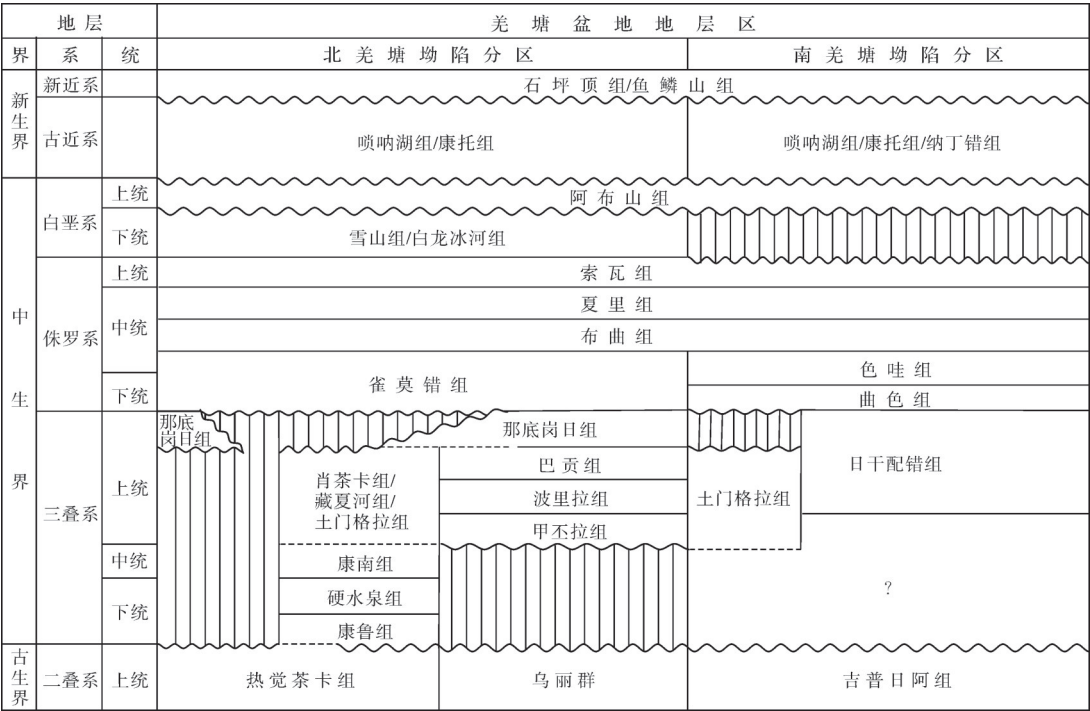 地层
羌塘盆地地层区
界
系
统
北羌塘坳陷分区
南羌塘坳陷分区
新生界
新近系
石坪顶组/鱼鳞山组
古近系
唢呐湖组/康托组
唢呐湖组/康托组/纳丁错组
中生界
白垩系
上统
阿布山组
下统
雪山组/白龙冰河组
侏罗系
上统
索瓦组
中统
夏里组
布曲组
雀莫错组
色哇组
下统
曲色组
三叠系
上统
那底
岗日组
那底岗日组
肖茶卡组/
藏夏河组/
土门格拉组
巴贡组
波里拉组
甲丕拉组
土门格拉组
日干配错组
中统
康南组
?
下统
硬水泉组
康鲁组
古生界
二叠系
上统
热觉茶卡组
乌丽群
吉普日阿组